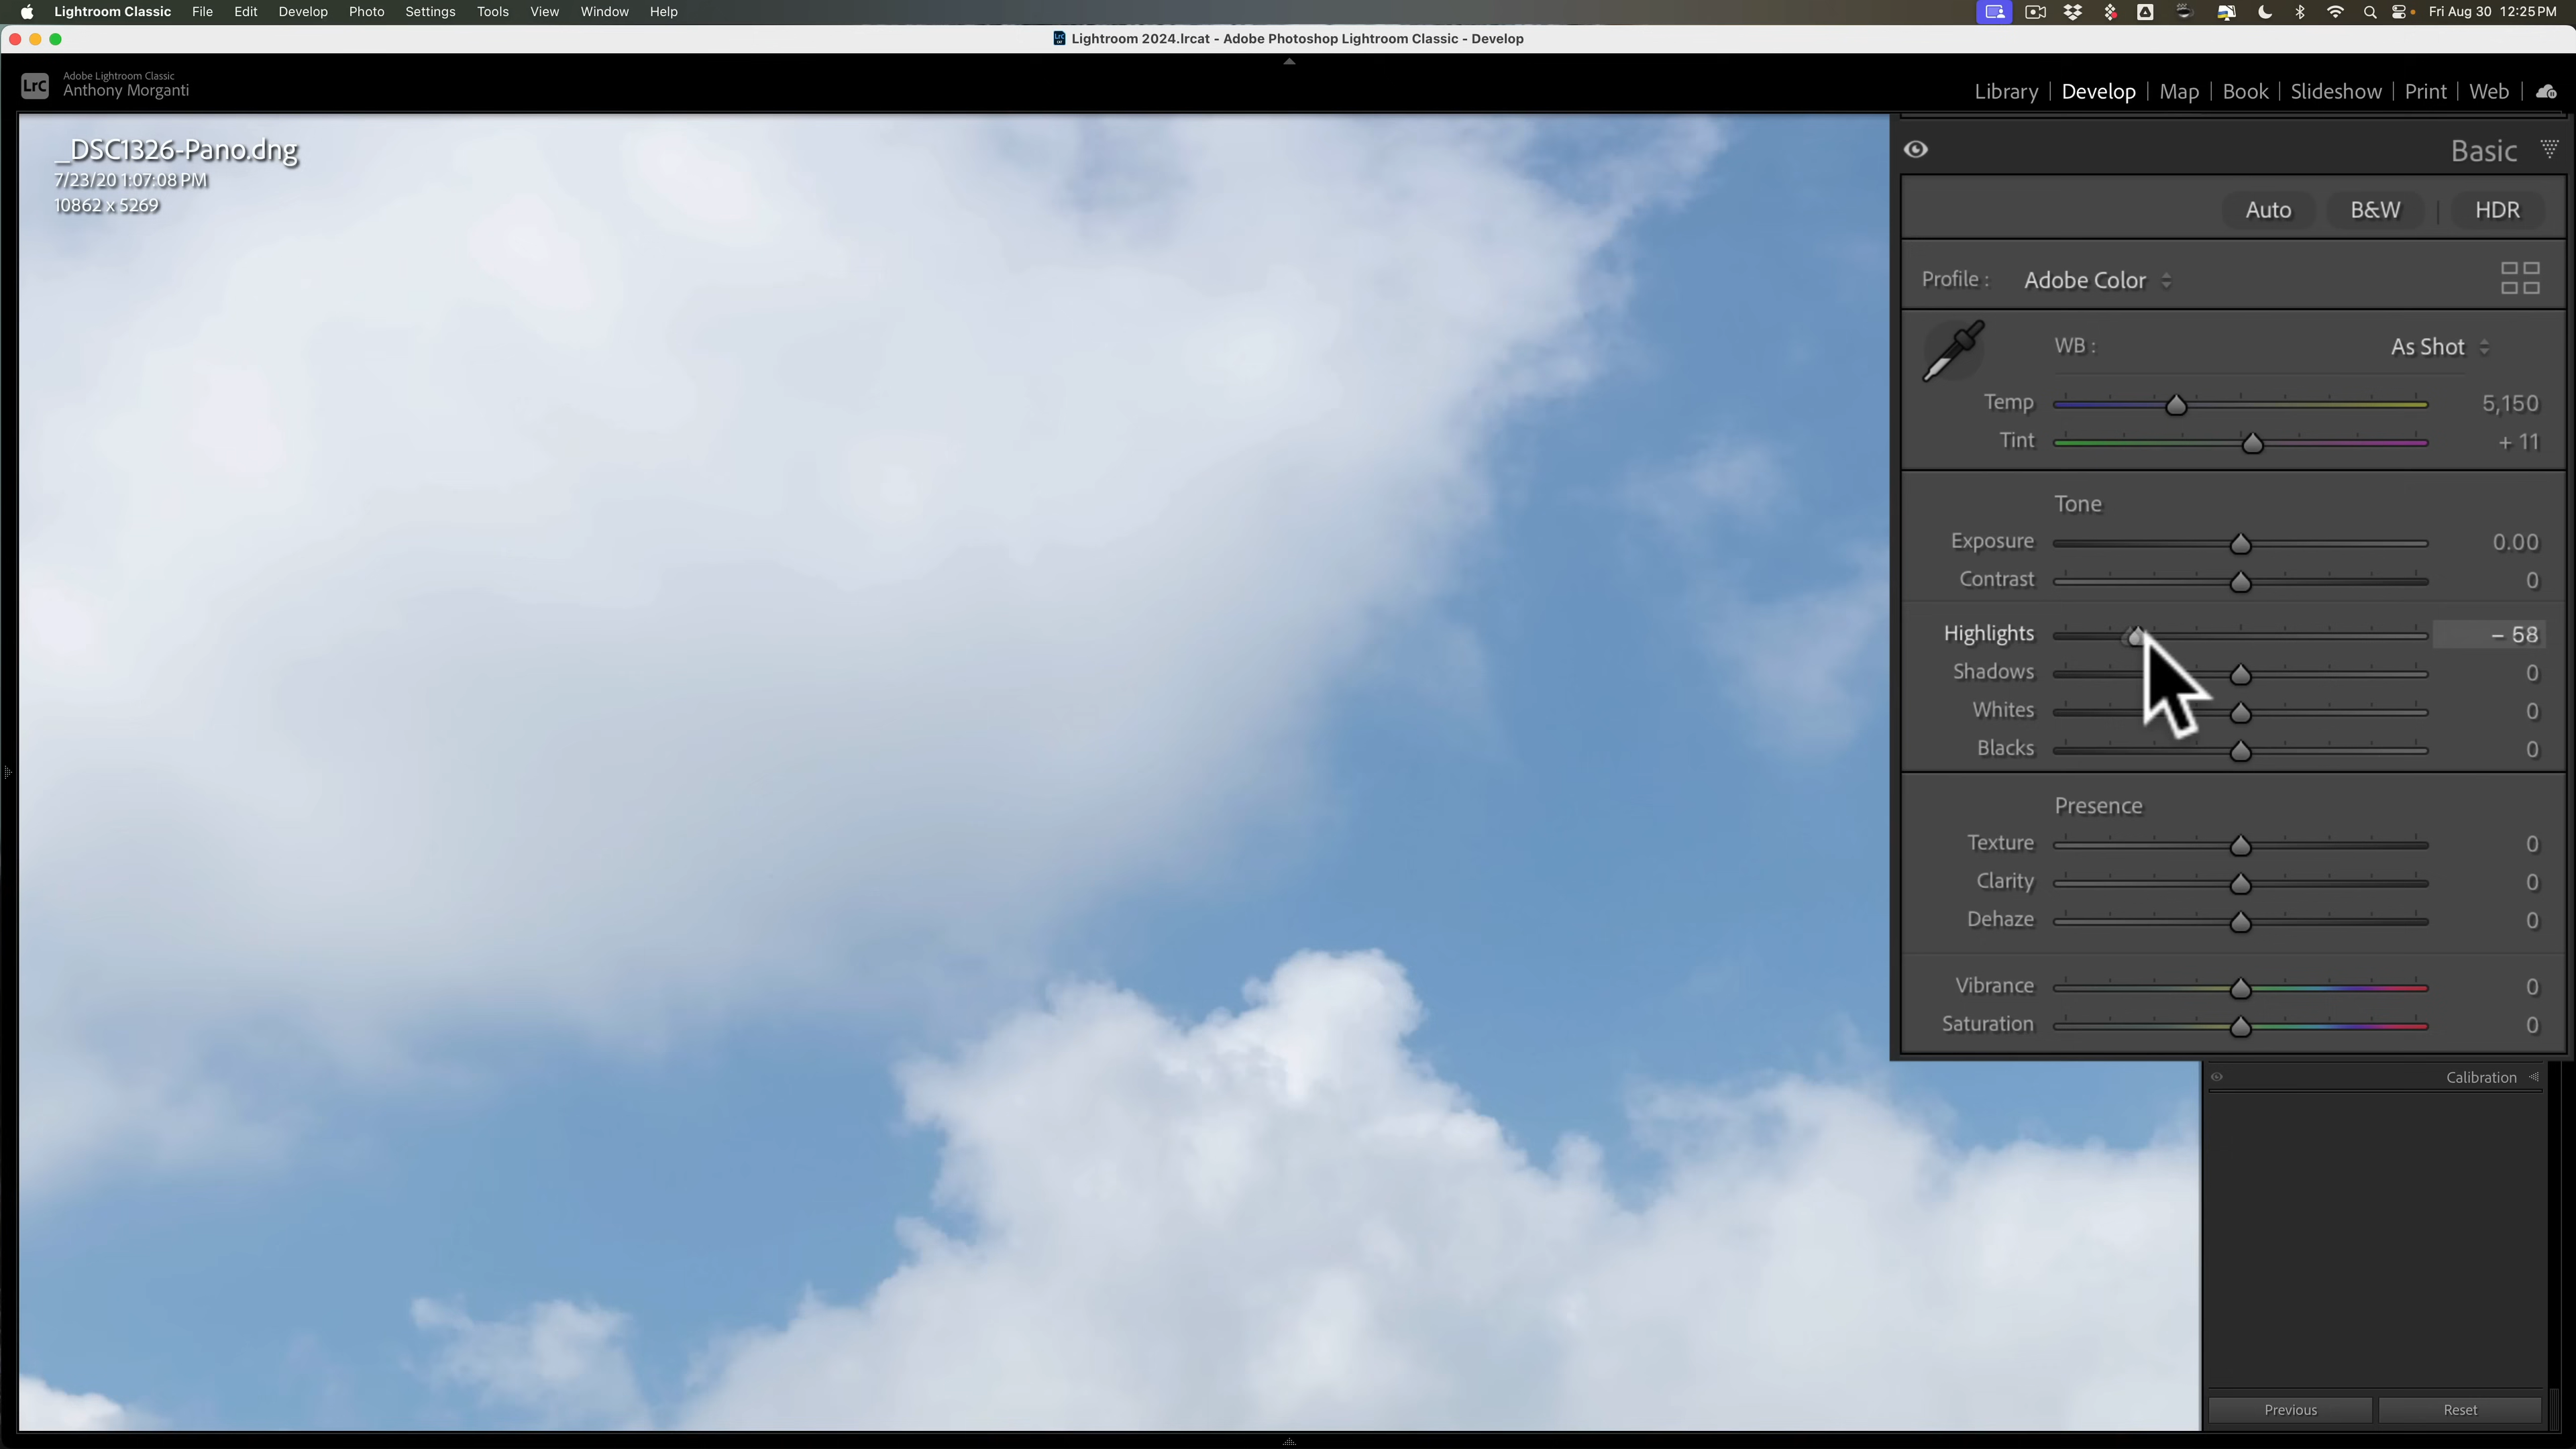 Lightroom Classic File Edit Develop Photo Settings Tools View Window Help Fri Aug 30 12:25 PM
Lightroom 2024.lrcat - Adobe Photoshop Lightroom Classic - Develop
LrC Adobe Lightroom Classic
Anthony Morganti
Library | Develop | Map | Book | Slideshow | Print | Web |
_DSC1326-Pano.dng
7/23/20 1:07:08 PM
10862 x 5269
Basic
Auto B&W | HDR
Profile : Adobe Color
WB : As Shot
Temp 5,150
Tint + 11
Tone
Exposure 0.00
Contrast 0
Highlights – 58
Shadows 0
Whites 0
Blacks 0
Presence
Texture 0
Clarity 0
Dehaze 0
Vibrance 0
Saturation 0
Calibration
Previous Reset